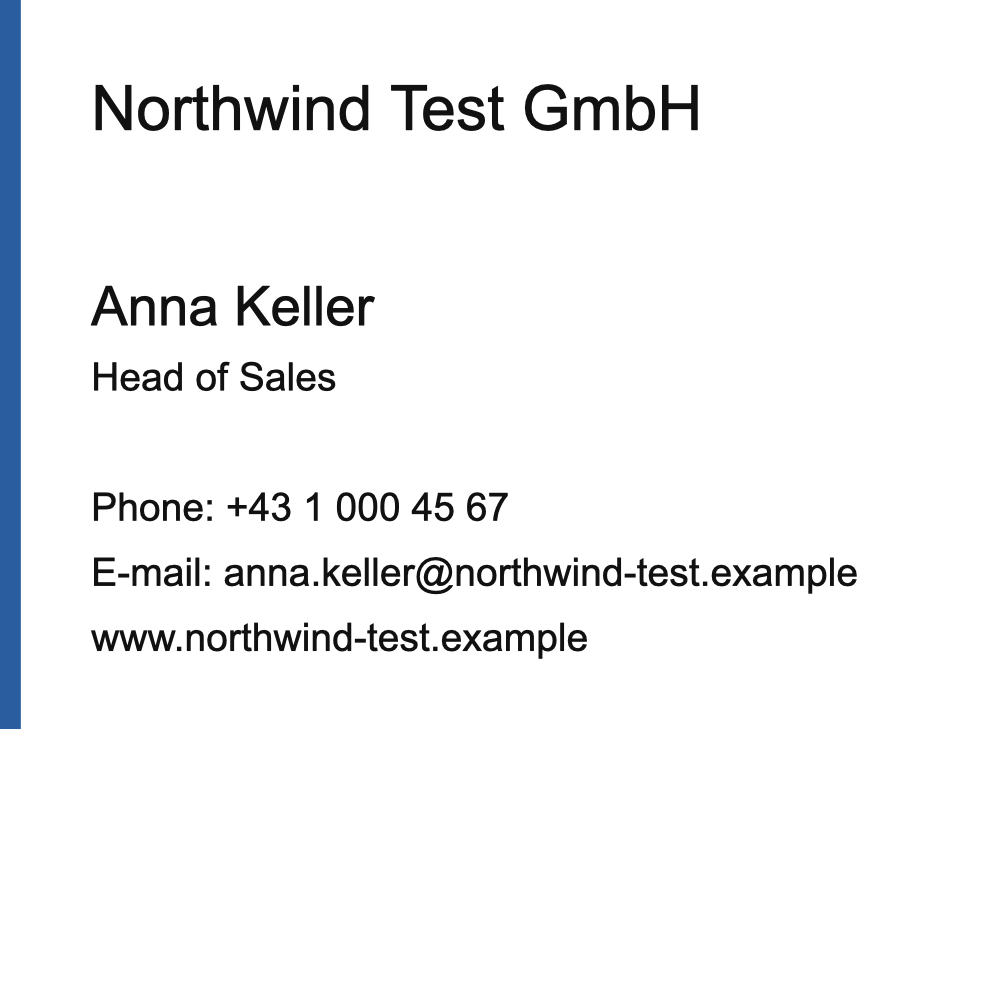 Northwind Test GmbH
Anna Keller
Head of Sales
Phone: +43 1 000 45 67
E-mail: anna.keller@northwind-test.example
www.northwind-test.example